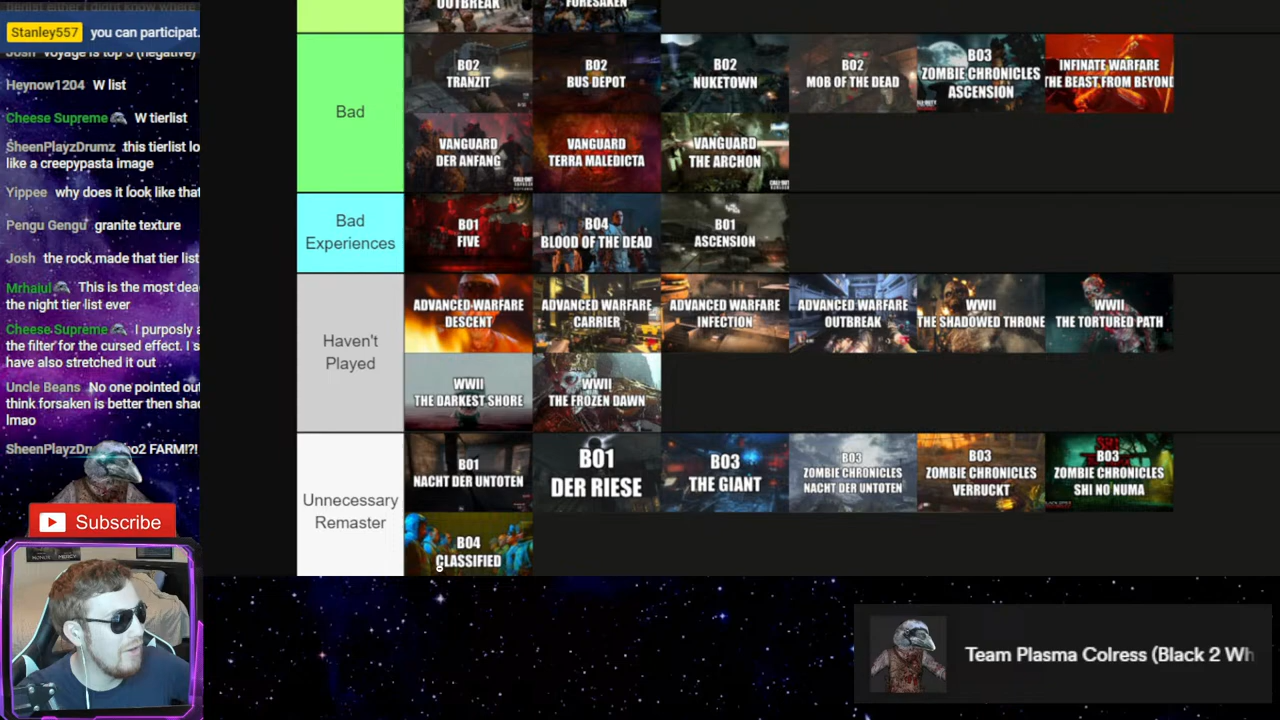 OUTBREAK
FORESAKEN
Stanley557 you can participat.
Josh voyage is top 5 (negative)
Heynow1204 W list
Cheese Supreme W tierlist
SheenPlayzDrumz this tierlist lo
like a creepypasta image
Yippee why does it look like that
Pengu Gengu granite texture
Josh the rock made that tier list
Mrhajul This is the most dea
the night tier list ever
Cheese Supreme I purposly a
the filter for the cursed effect. I s
have also stretched it out
Uncle Beans No one pointed out
think forsaken is better then sha
lmao
SheenPlayzDr bo2 FARM!?!
Subscribe
Bad
BO2
TRANZIT
BO2
BUS DEPOT
BO2
NUKETOWN
BO2
MOB OF THE DEAD
BO3
ZOMBIE CHRONICLES
ASCENSION
INFINATE WARFARE
THE BEAST FROM BEYOND
VANGUARD
DER ANFANG
VANGUARD
TERRA MALEDICTA
VANGUARD
THE ARCHON
Bad
Experiences
BO1
FIVE
BO4
BLOOD OF THE DEAD
BO1
ASCENSION
Haven't
Played
ADVANCED WARFARE
DESCENT
ADVANCED WARFARE
CARRIER
ADVANCED WARFARE
INFECTION
ADVANCED WARFARE
OUTBREAK
WWII
THE SHADOWED THRONE
WWII
THE TORTURED PATH
WWII
THE DARKEST SHORE
WWII
THE FROZEN DAWN
Unnecessary
Remaster
BO1
NACHT DER UNTOTEN
BO1
DER RIESE
BO3
THE GIANT
BO3
ZOMBIE CHRONICLES
NACHT DER UNTOTEN
BO3
ZOMBIE CHRONICLES
VERRUCKT
BO3
ZOMBIE CHRONICLES
SHI NO NUMA
BO4
CLASSIFIED
Team Plasma Colress (Black 2 Wh